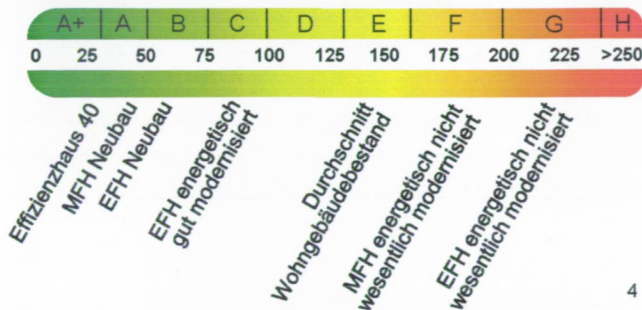 A+ A B C D E F G H
0 25 50 75 100 125 150 175 200 225 >250
Effizienzhaus 40
MFH Neubau
EFH Neubau
EFH energetisch
gut modernisiert
Durchschnitt
Wohngebäudebestand
MFH energetisch nicht
wesentlich modernisiert
EFH energetisch nicht
wesentlich modernisiert
4